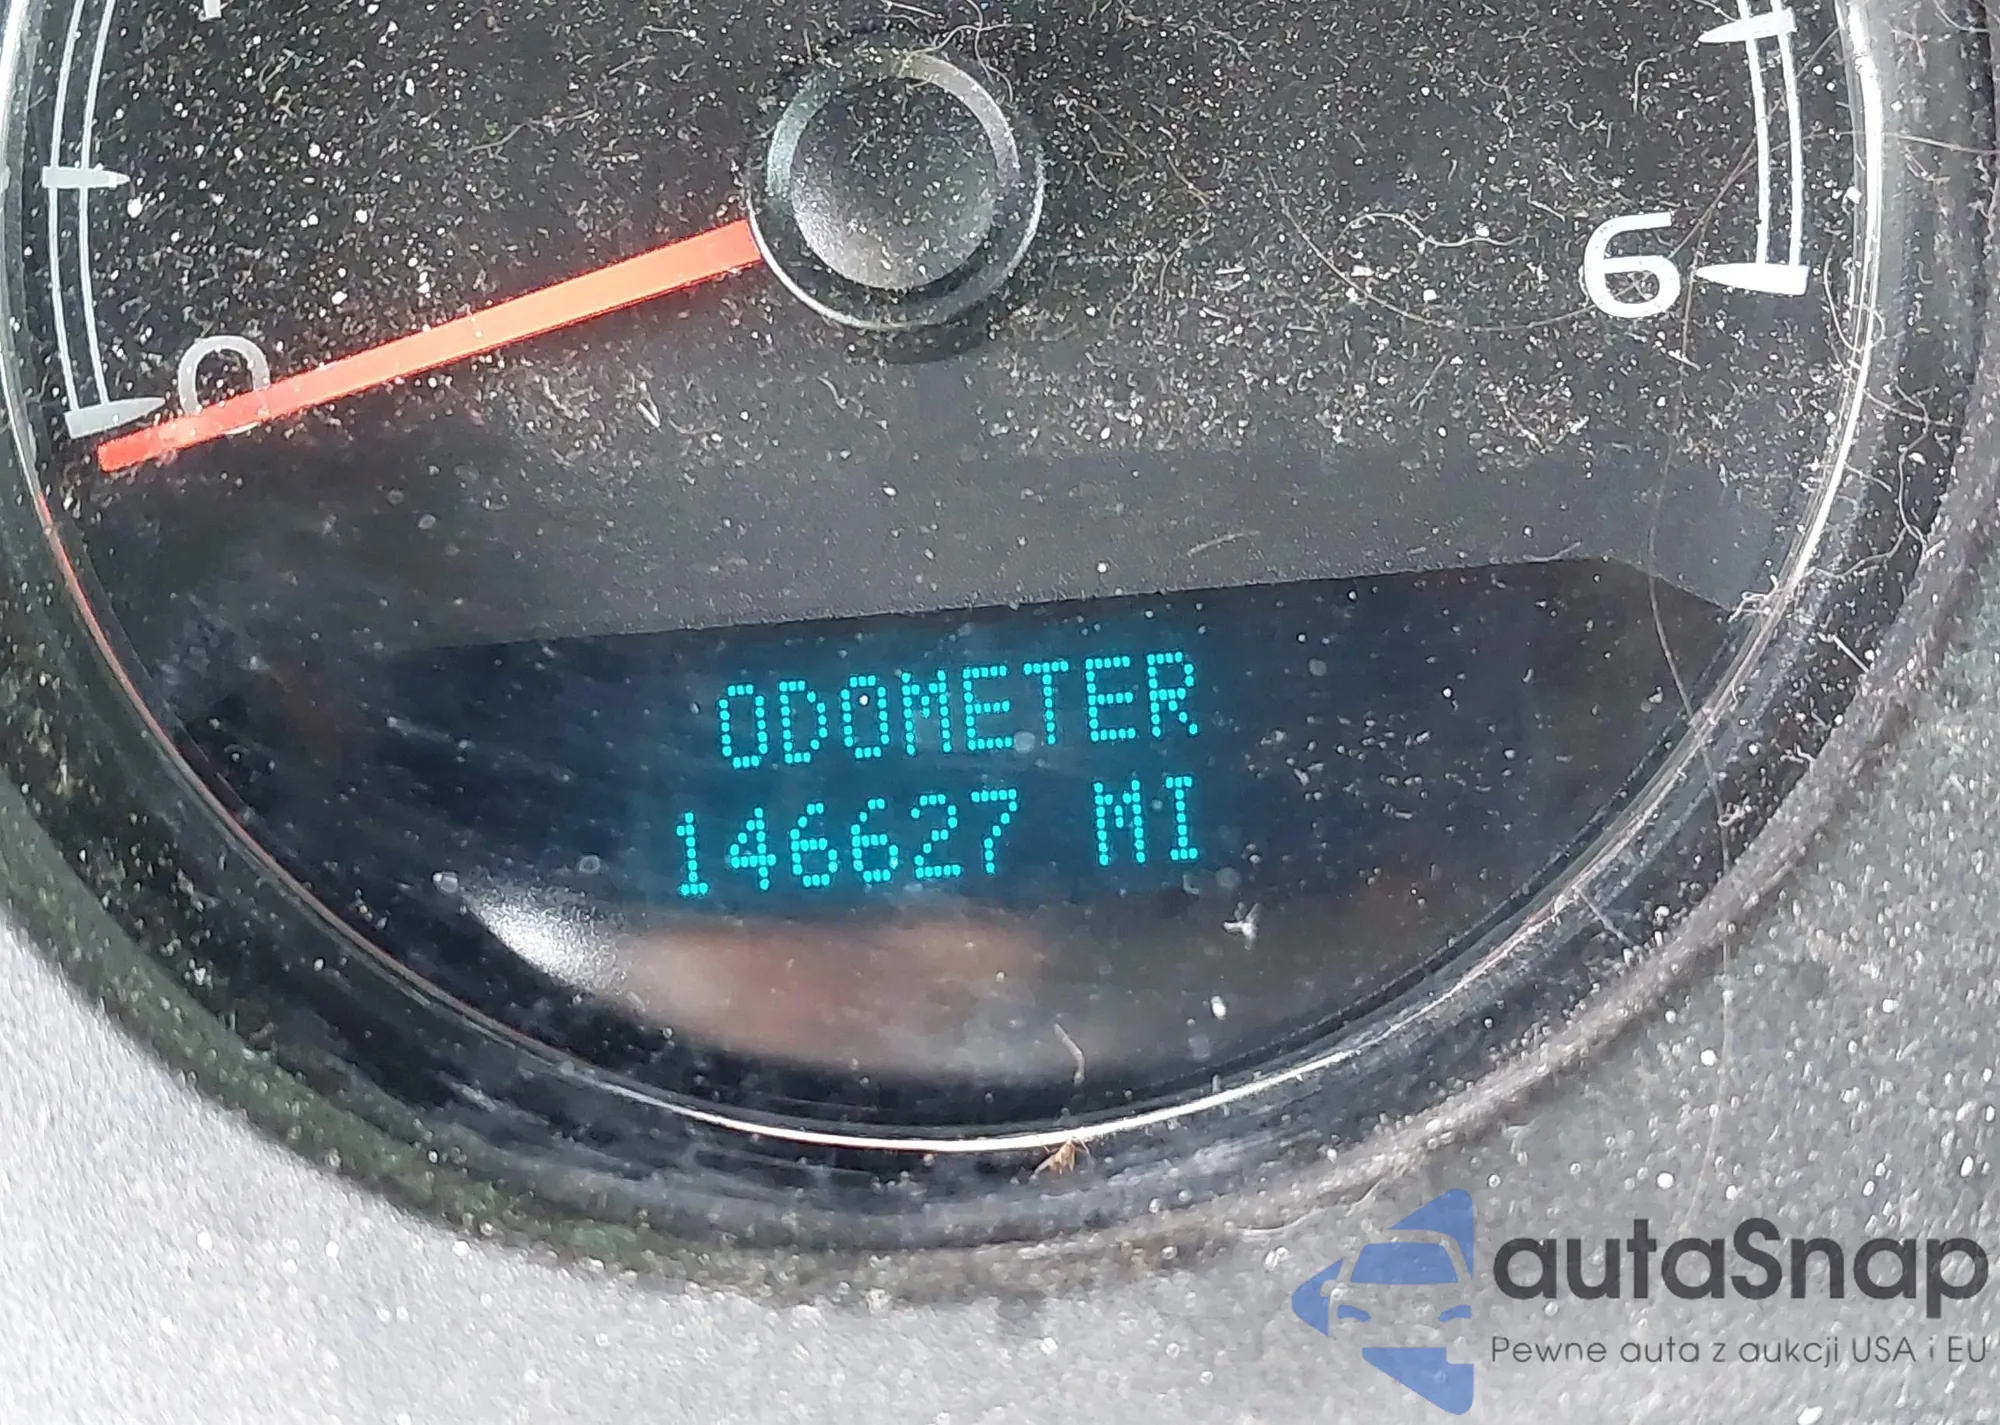 0
6
ODOMETER
146627 MI
autaSnap
Pewne auta z aukcji USA i EU